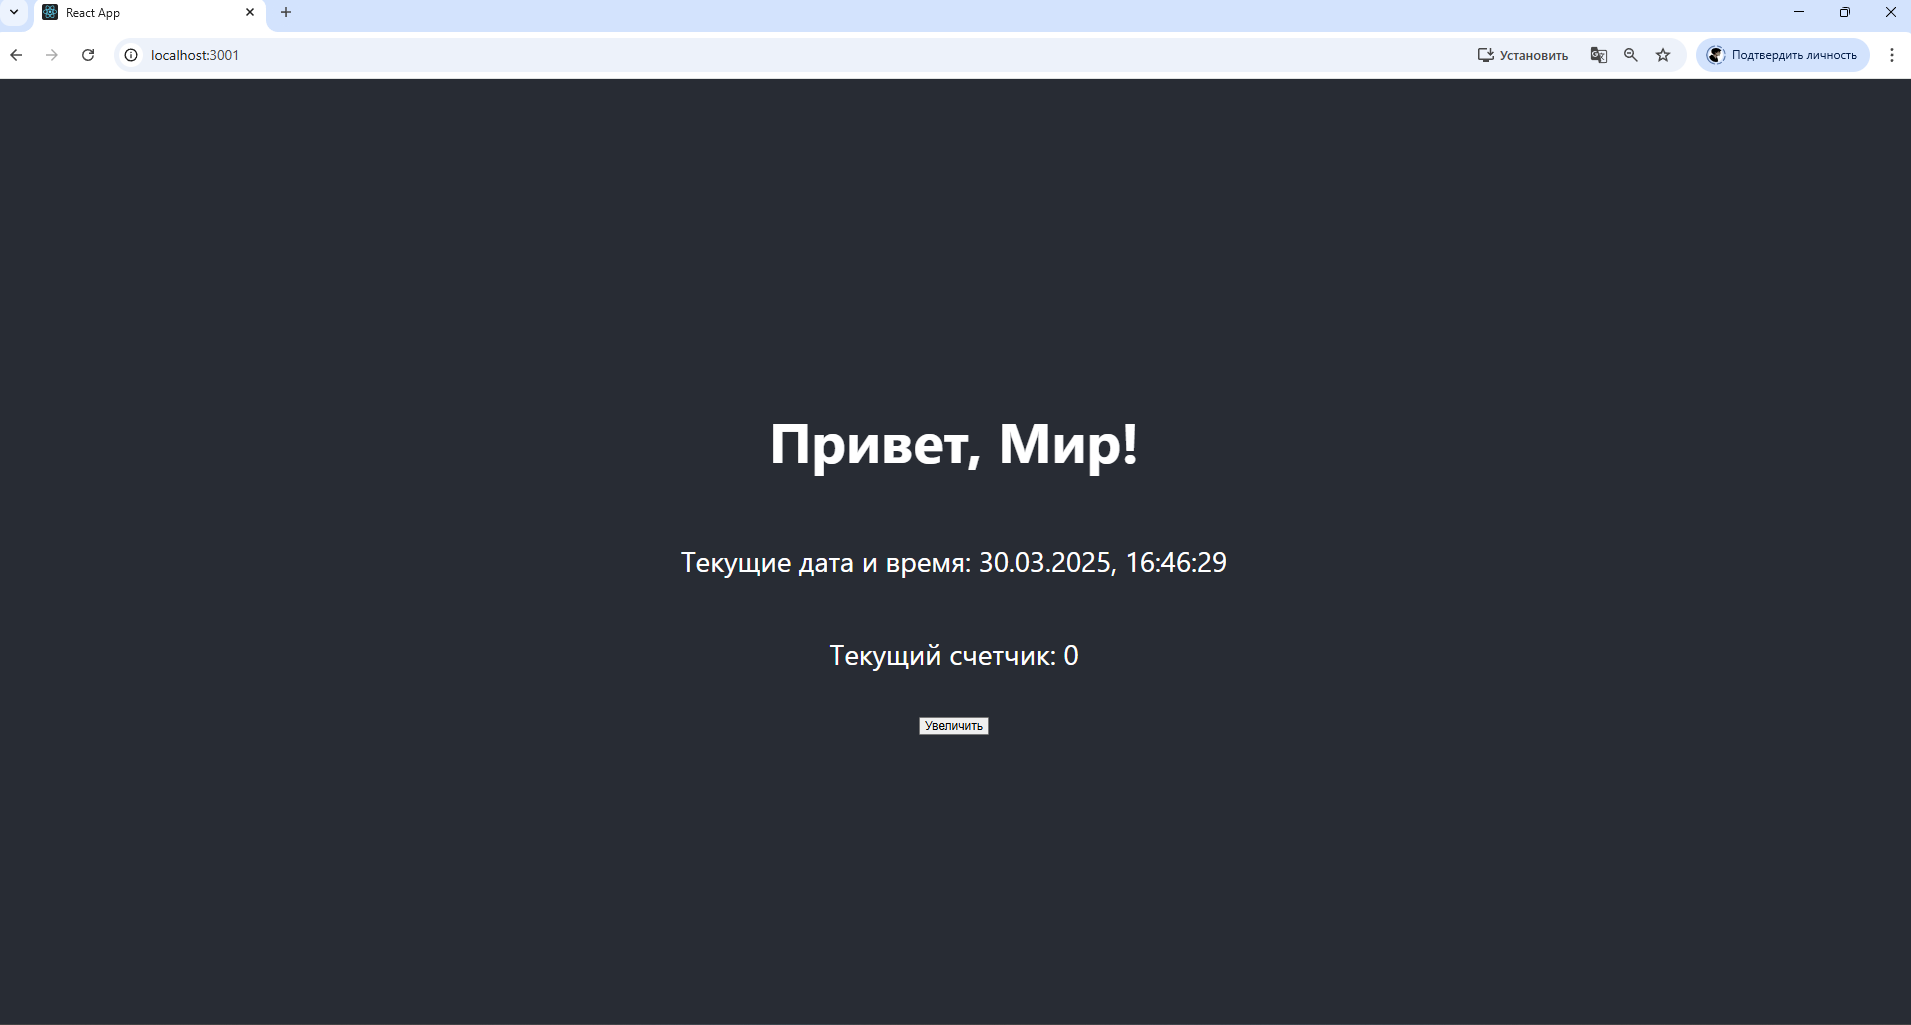 React App
localhost:3001
Установить
Подтвердить личность
Привет, Мир!
Текущие дата и время: 30.03.2025, 16:46:29
Текущий счетчик: 0
Увеличить